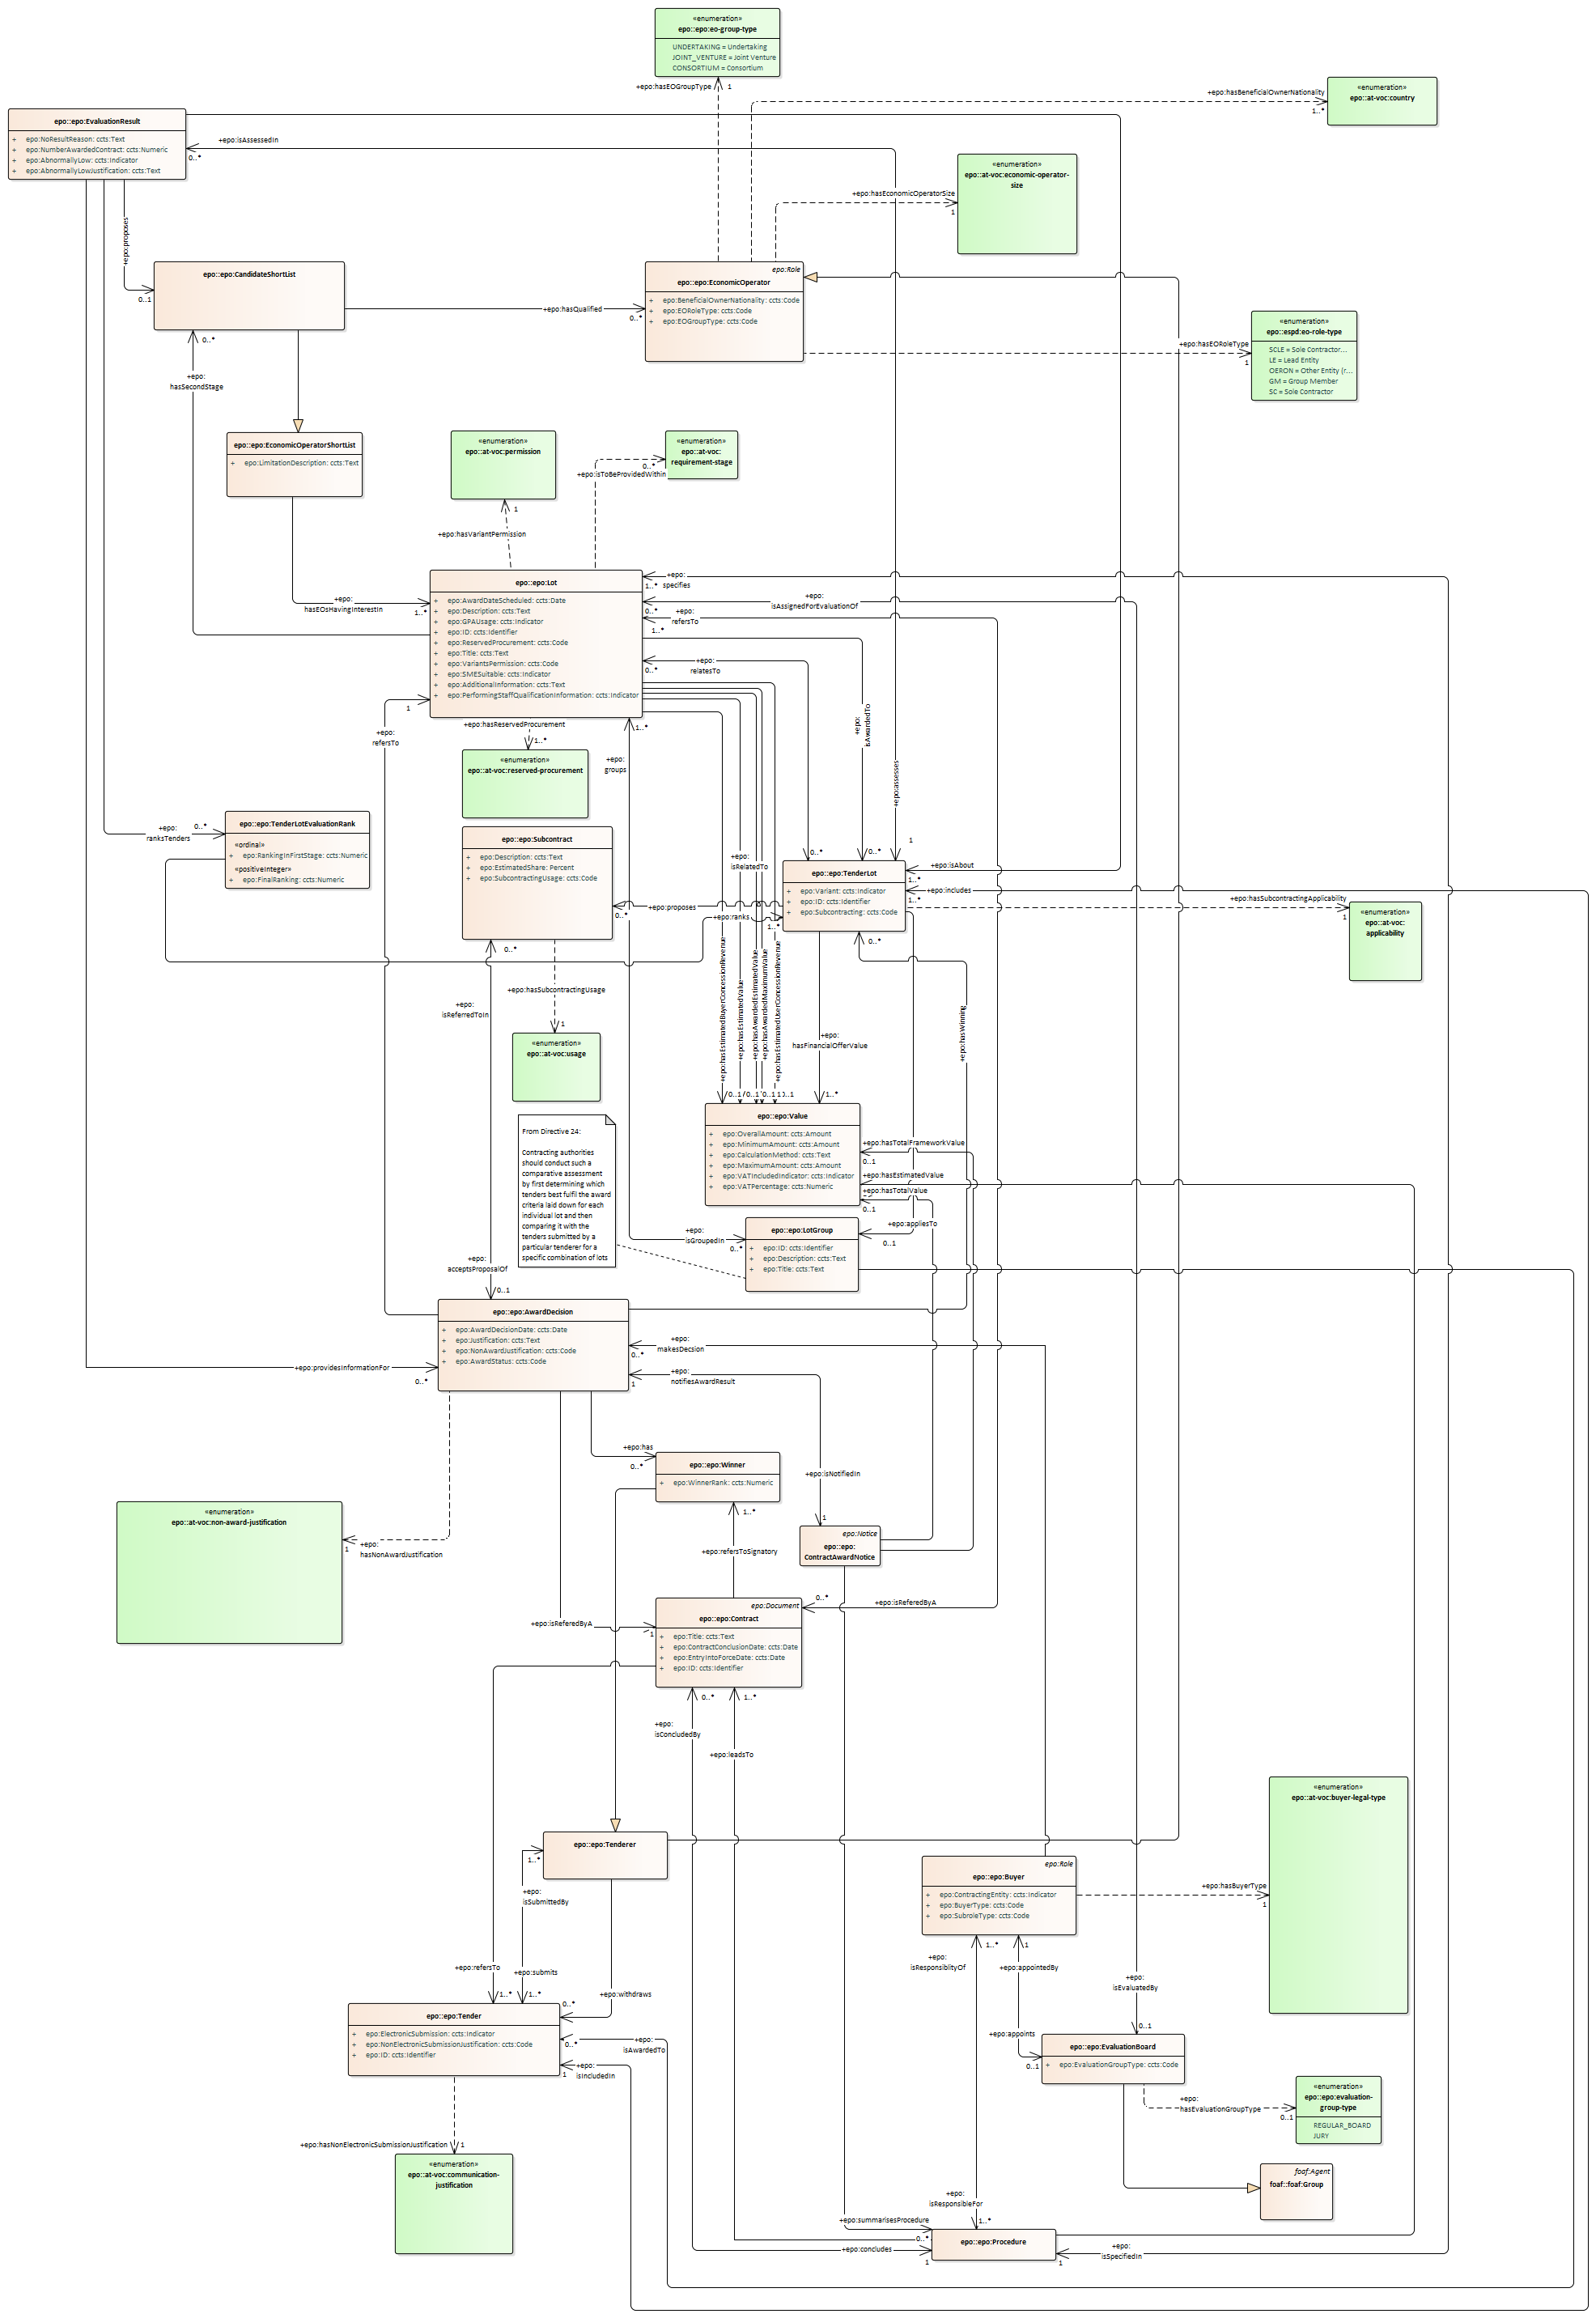 «enumeration»
epo::epo:eo-group-type
UNDERTAKING = Undertaking
JOINT_VENTURE = Joint Venture
CONSORTIUM = Consortium
+epo:hasEOGroupType
1
+epo:hasBeneficialOwnerNationality
1..*
«enumeration»
epo::at-voc:country
epo::epo:EvaluationResult
+ epo:NoResultReason: ccts:Text
+ epo:NumberAwardedContract: ccts:Numeric
+ epo:AbnormallyLow: ccts:Indicator
+ epo:AbnormallyLowJustification: ccts:Text
+epo:isAssessedIn
0..*
«enumeration»
epo::at-voc:economic-operator-
size
+epo:hasEconomicOperatorSize
1
+epo:proposes
0..1
epo::epo:CandidateShortList
+epo:hasQualified
0..*
epo:Role
epo::epo:EconomicOperator
+ epo:BeneficialOwnerNationality: ccts:Code
+ epo:EORoleType: ccts:Code
+ epo:EOGroupType: ccts:Code
+epo:hasEORoleType
1
«enumeration»
epo::espd:eo-role-type
SCLE = Sole Contractor...
LE = Lead Entity
OERON = Other Entity (r...
GM = Group Member
SC = Sole Contractor
0..*
+epo:
hasSecondStage
epo::epo:EconomicOperatorShortList
+ epo:LimitationDescription: ccts:Text
«enumeration»
epo::at-voc:permission
1
+epo:hasVariantPermission
«enumeration»
epo::at-voc:
requirement-stage
0..*
+epo:isToBeProvidedWithin
+epo:
hasEOsHavingInterestIn
1..*
epo::epo:Lot
+ epo:AwardDateScheduled: ccts:Date
+ epo:Description: ccts:Text
+ epo:GPAUsage: ccts:Indicator
+ epo:ID: ccts:Identifier
+ epo:ReservedProcurement: ccts:Code
+ epo:Title: ccts:Text
+ epo:VariantsPermission: ccts:Code
+ epo:SMESuitable: ccts:Indicator
+ epo:AdditionalInformation: ccts:Text
+ epo:PerformingStaffQualificationInformation: ccts:Indicator
+epo:
specifies
1..*
+epo:
isAssignedForEvaluationOf
0..*
+epo:
refersTo
1..*
+epo:
relatesTo
0..*
1
+epo:
refersTo
+epo:hasReservedProcurement
1..*
«enumeration»
epo::at-voc:reserved-procurement
1..*
+epo:
groups
+epo:
isAwardedTo
+epo:assesses
1
0..*
0..*
+epo:
isRelatedTo
epo::epo:TenderLotEvaluationRank
«ordinal»
+ epo:RankingInFirstStage: ccts:Numeric
«positiveInteger»
+ epo:FinalRanking: ccts:Numeric
0..*
+epo:
ranksTenders
epo::epo:Subcontract
+ epo:Description: ccts:Text
+ epo:EstimatedShare: Percent
+ epo:SubcontractingUsage: ccts:Code
epo::epo:TenderLot
+ epo:Variant: ccts:Indicator
+ epo:ID: ccts:Identifier
+ epo:Subcontracting: ccts:Code
+epo:isAbout
1..*
+epo:includes
1..*
+epo:hasSubcontractingApplicability
1
«enumeration»
epo::at-voc:
applicability
+epo:proposes
0..*
+epo:ranks
1..*
0..*
0..*
+epo:hasSubcontractingUsage
1
+epo:
isReferredToIn
«enumeration»
epo::at-voc:usage
+epo:hasEstimatedBuyerConcessionRevenue
+epo:hasEstimatedValue
+epo:hasAwardedEstimatedValue
+epo:hasAwardedMaximumValue
+epo:hasEstimatedUserConcessionRevenue
+epo:
hasFinancialOfferValue
1..*
+epo:hasWinning
epo::epo:Value
+ epo:OverallAmount: ccts:Amount
+ epo:MinimumAmount: ccts:Amount
+ epo:CalculationMethod: ccts:Text
+ epo:MaximumAmount: ccts:Amount
+ epo:VATIncludedIndicator: ccts:Indicator
+ epo:VATPercentage: ccts:Numeric
+epo:hasTotalFrameworkValue
0..1
+epo:hasEstimatedValue
+epo:hasTotalValue
0..1
From Directive 24:
Contracting authorities
should conduct such a
comparative assessment
by first determining which
tenders best fulfil the award
criteria laid down for each
individual lot and then
comparing it with the
tenders submitted by a
particular tenderer for a
specific combination of lots
epo::epo:LotGroup
+ epo:ID: ccts:Identifier
+ epo:Description: ccts:Text
+ epo:Title: ccts:Text
+epo:appliesTo
0..1
+epo:
isGroupedIn
0..*
+epo:
acceptsProposalOf
0..1
epo::epo:AwardDecision
+ epo:AwardDecisionDate: ccts:Date
+ epo:Justification: ccts:Text
+ epo:NonAwardJustification: ccts:Code
+ epo:AwardStatus: ccts:Code
+epo:providesInformationFor
0..*
+epo:
makesDecsion
0..*
+epo:
notifiesAwardResult
1
+epo:has
0..*
epo::epo:Winner
+ epo:WinnerRank: ccts:Numeric
+epo:isNotifiedIn
1
epo:Notice
epo::epo:
ContractAwardNotice
«enumeration»
epo::at-voc:non-award-justification
1
+epo:
hasNonAwardJustification
1..*
+epo:refersToSignatory
+epo:isReferedByA
1
epo:Document
epo::epo:Contract
+ epo:Title: ccts:Text
+ epo:ContractConclusionDate: ccts:Date
+ epo:EntryIntoForceDate: ccts:Date
+ epo:ID: ccts:Identifier
0..*
+epo:isReferedByA
0..*
1..*
+epo:
isConcludedBy
+epo:leadsTo
«enumeration»
epo::at-voc:buyer-legal-type
epo::epo:Tenderer
1..*
+epo:
isSubmittedBy
epo:Role
epo::epo:Buyer
+ epo:ContractingEntity: ccts:Indicator
+ epo:BuyerType: ccts:Code
+ epo:SubroleType: ccts:Code
+epo:hasBuyerType
1
1..*
1
+epo:
isResponsiblityOf
+epo:appointedBy
+epo:refersTo
+epo:submits
1..*
1..*
+epo:withdraws
0..*
+epo:
isEvaluatedBy
0..1
epo::epo:Tender
+ epo:ElectronicSubmission: ccts:Indicator
+ epo:NonElectronicSubmissionJustification: ccts:Code
+ epo:ID: ccts:Identifier
0..*
+epo:
isAwardedTo
1
+epo:
isIncludedIn
+epo:appoints
0..1
epo::epo:EvaluationBoard
+ epo:EvaluationGroupType: ccts:Code
+epo:
hasEvaluationGroupType
0..1
«enumeration»
epo::epo:evaluation-
group-type
REGULAR_BOARD
JURY
+epo:hasNonElectronicSubmissionJustification
1
«enumeration»
epo::at-voc:communication-
justification
foaf:Agent
foaf::foaf:Group
+epo:
isResponsibleFor
1..*
+epo:summarisesProcedure
0..*
+epo:concludes
1
epo::epo:Procedure
+epo:
isSpecifiedIn
1